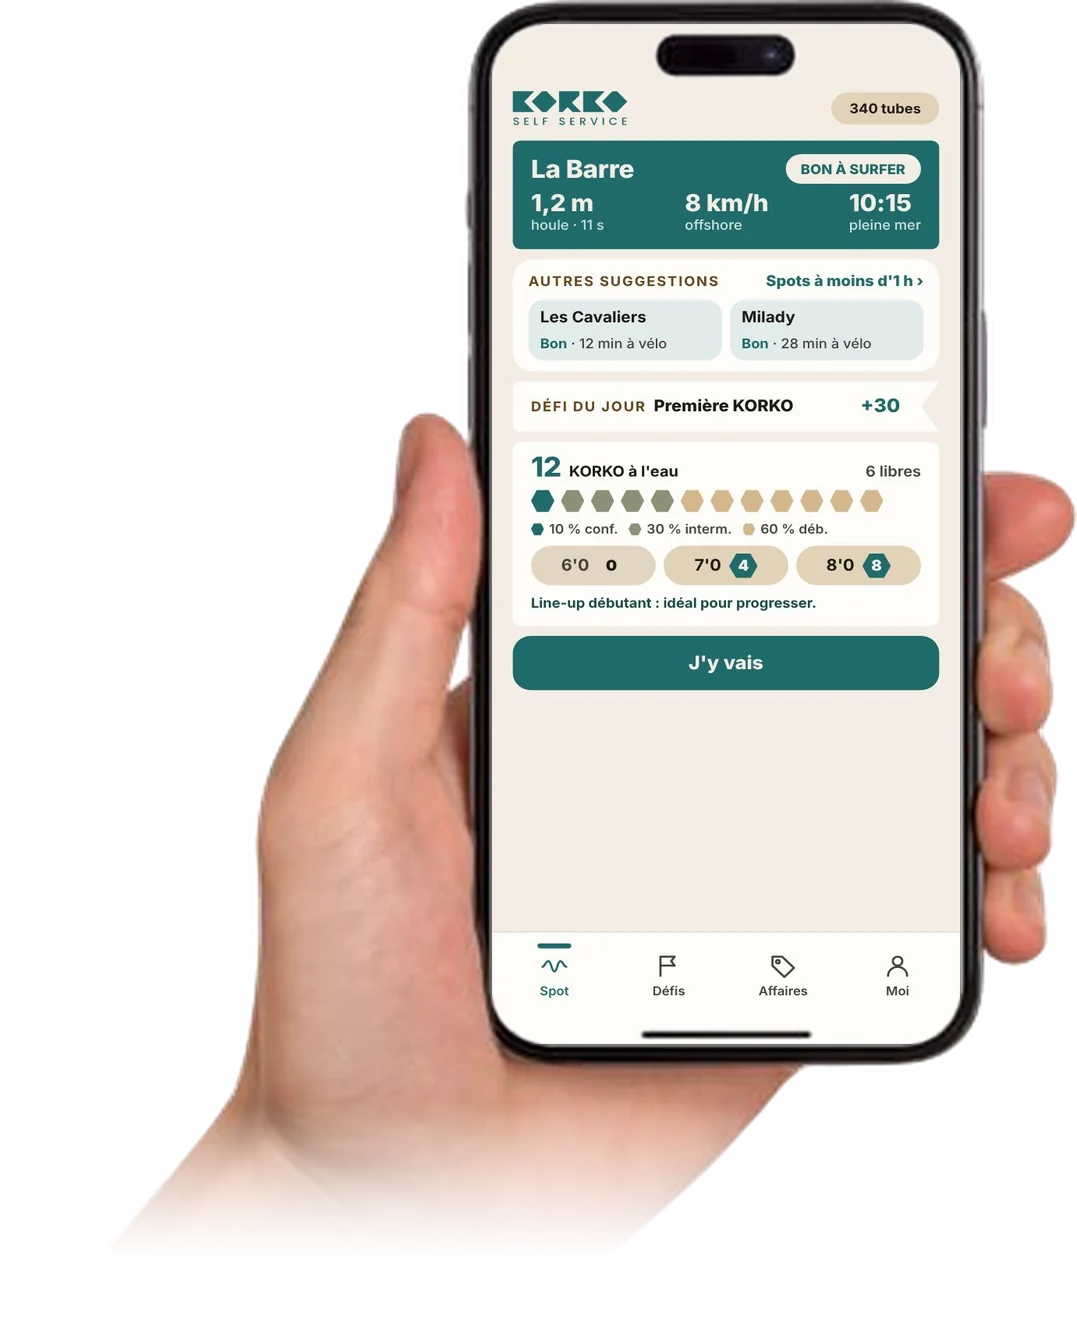 KORKO
SELF SERVICE
340 tubes
La Barre
BON À SURFER
1,2 m
8 km/h
10:15
houle · 11 s
offshore
pleine mer
AUTRES SUGGESTIONS
Spots à moins d'1 h ›
Les Cavaliers
Bon · 12 min à vélo
Milady
Bon · 28 min à vélo
DÉFI DU JOUR Première KORKO +30
12 KORKO à l'eau
6 libres
10 % conf. 30 % interm. 60 % déb.
6'0 0
7'0 4
8'0 8
Line-up débutant : idéal pour progresser.
J'y vais
Spot
Défis
Affaires
Moi